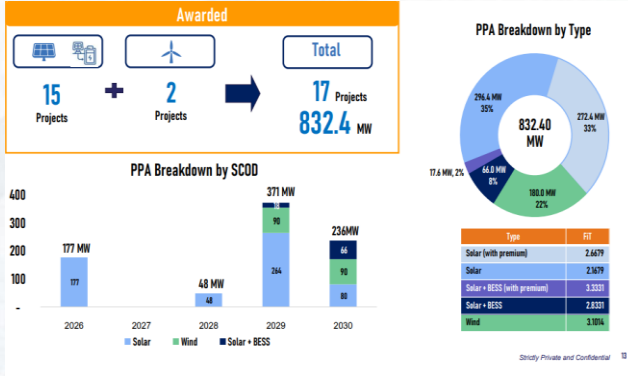 Awarded
15
Projects
2
Projects
Total
17 Projects
832.4 MW
PPA Breakdown by SCOD
400
300
200
100
-
177 MW
177
48 MW
48
371 MW
90
264
236MW
66
90
80
2026
2027
2028
2029
2030
Solar
Wind
Solar + BESS
PPA Breakdown by Type
296.4 MW
35%
272.4 MW
33%
832.40
MW
17.6 MW, 2%
66.0 MW
8%
180.0 MW
22%
Type FiT
Solar (with premium) 2.6679
Solar 2.1679
Solar + BESS (with premium) 3.3331
Solar + BESS 2.8331
Wind 3.1014
Strictly Private and Confidential 13